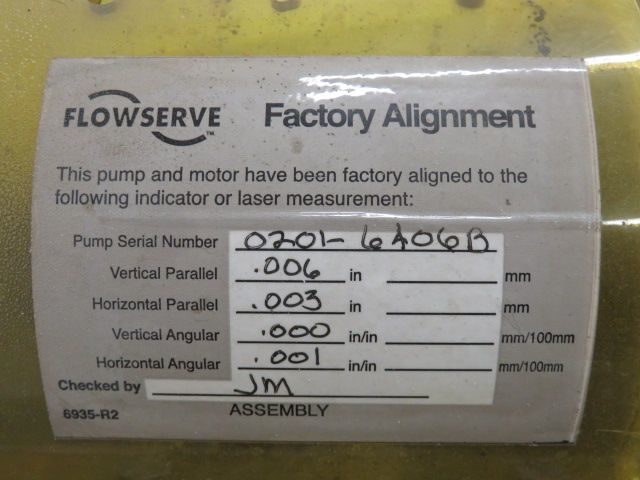 FLOWSERVE™ Factory Alignment
This pump and motor have been factory aligned to the
following indicator or laser measurement:
Pump Serial Number 0201-6406B
Vertical Parallel .006 in mm
Horizontal Parallel .003 in mm
Vertical Angular .000 in/in mm/100mm
Horizontal Angular .001 in/in mm/100mm
Checked by JM
6935-R2 ASSEMBLY